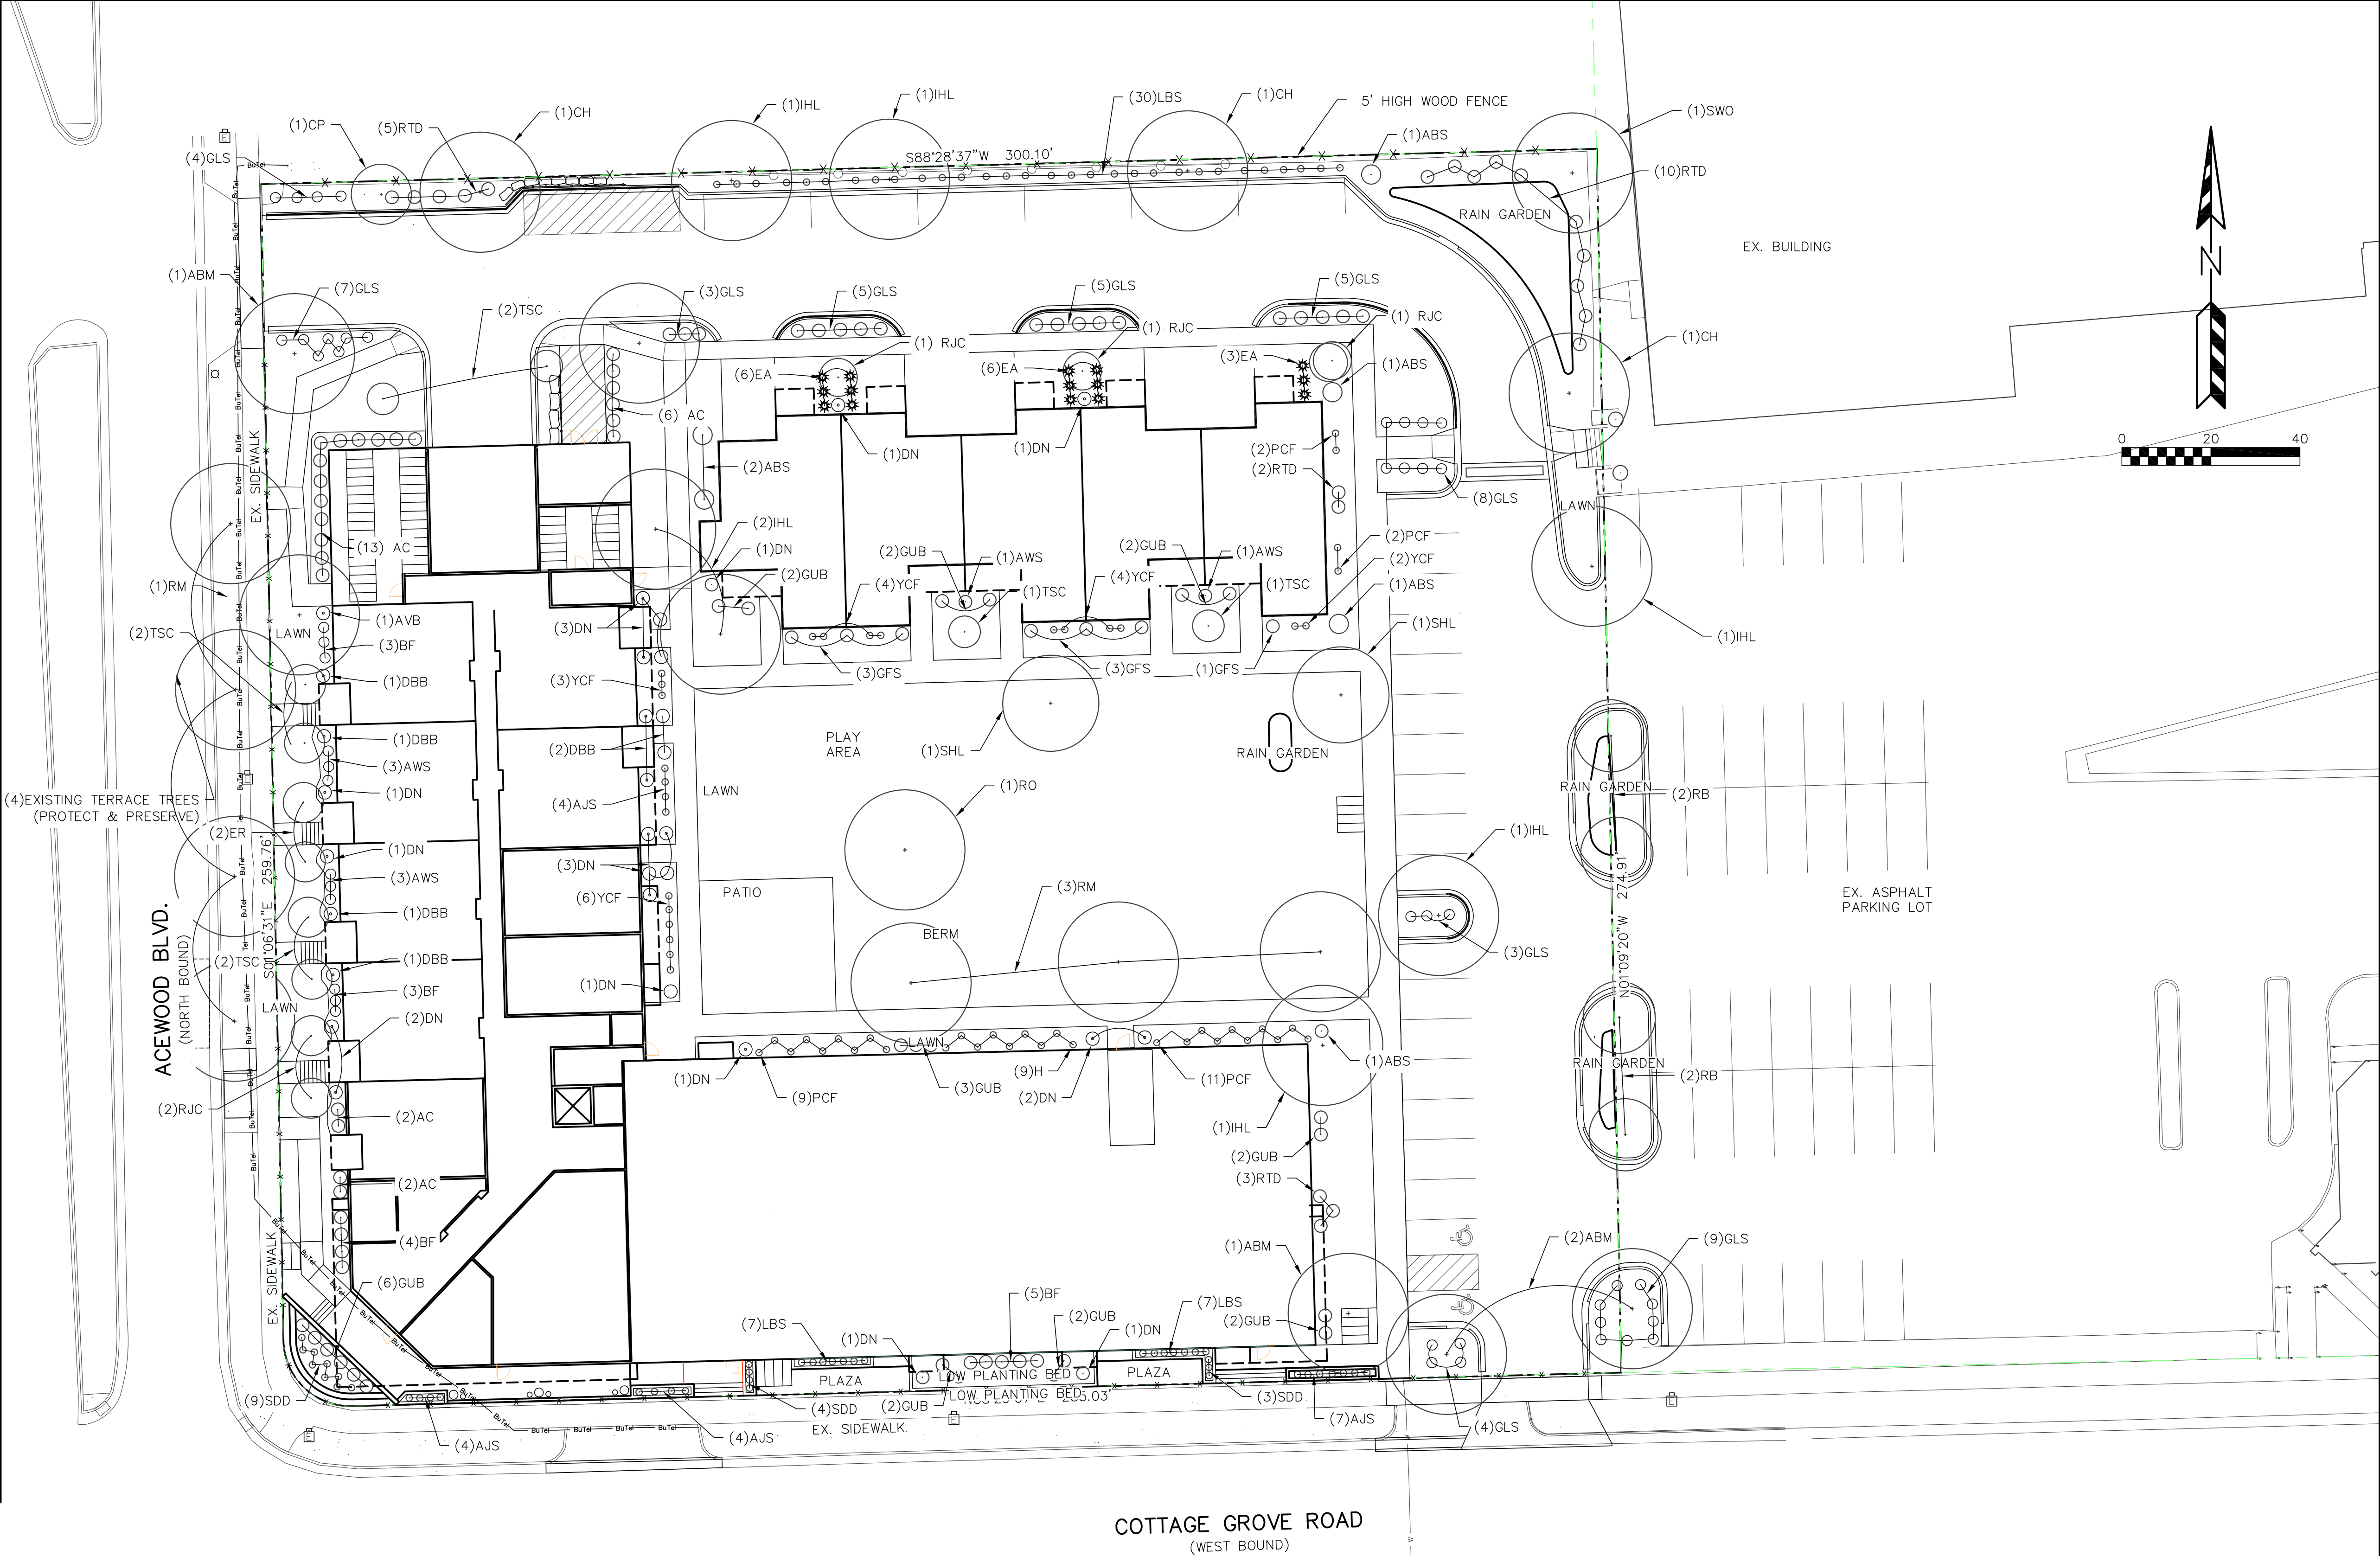 (1)IHL
(1)IHL
(30)LBS
(1)CH
5' HIGH WOOD FENCE
(1)SWO
(1)CH
(1)CP
(5)RTD
(1)ABS
(4)GLS
S88°28'37"W 300.10'
(10)RTD
RAIN GARDEN
EX. BUILDING
N
(1)ABM
(7)GLS
(2)TSC
(3)GLS
(5)GLS
(5)GLS
(5)GLS
(1) RJC
(1) RJC
(1) RJC
(1)CH
(6)EA
(6)EA
(3)EA
(1)ABS
(6) AC
0 20 40
EX. SIDEWALK
(2)ABS
(1)DN
(1)DN
(2)PCF
(2)RTD
(8)GLS
LAWN
(13) AC
(2)IHL
(1)DN
(2)GUB
(2)GUB
(1)AWS
(2)GUB
(1)AWS
(2)PCF
(2)YCF
(1)RM
(4)YCF
(1)TSC
(4)YCF
(1)TSC
(1)ABS
(1)AVB
(3)DN
(1)SHL
(2)TSC
LAWN
(3)BF
(1)IHL
(1)DBB
(3)YCF
(3)GFS
(3)GFS
(1)GFS
(1)DBB
(2)DBB
PLAY
AREA
(1)SHL
RAIN GARDEN
(3)AWS
(1)DN
LAWN
(1)RO
RAIN GARDEN
(2)RB
(4)EXISTING TERRACE TREES
(PROTECT & PRESERVE)
(4)AJS
(2)ER
(1)IHL
(1)DN
(3)DN
S01°06'31"E 259.76'
(3)AWS
(6)YCF
PATIO
(3)RM
N01°09'20"W 274.91'
EX. ASPHALT
PARKING LOT
(1)DBB
ACEWOOD BLVD.
(NORTH BOUND)
BERM
(3)GLS
(2)TSC
(1)DBB
(3)BF
(1)DN
LAWN
(2)DN
LAWN
(1)DN
(9)PCF
(3)GUB
(9)H
(2)DN
(11)PCF
(1)ABS
RAIN GARDEN
(2)RB
(2)RJC
(2)AC
(1)IHL
(2)GUB
(2)AC
(3)RTD
(4)BF
(1)ABM
(2)ABM
(9)GLS
EX. SIDEWALK
(6)GUB
(7)LBS
(1)DN
(5)BF
(2)GUB
(1)DN
(7)LBS
(2)GUB
PLAZA
LOW PLANTING BED
PLAZA
LOW PLANTING BED
(9)SDD
(4)SDD
(2)GUB
(3)SDD
(4)AJS
(4)AJS
EX. SIDEWALK
(7)AJS
(4)GLS
BuTel
BuTel
BuTel
BuTel
COTTAGE GROVE ROAD
(WEST BOUND)